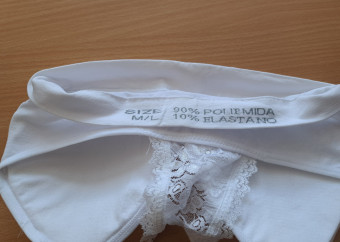 SIZE 90% POLIEMIDA
M/L 10% ELASTANO